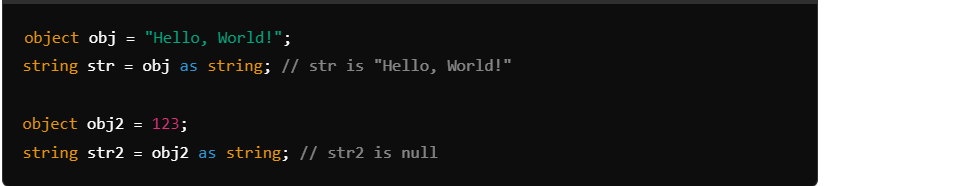 object obj = "Hello, World!";
string str = obj as string; // str is "Hello, World!"
object obj2 = 123;
string str2 = obj2 as string; // str2 is null